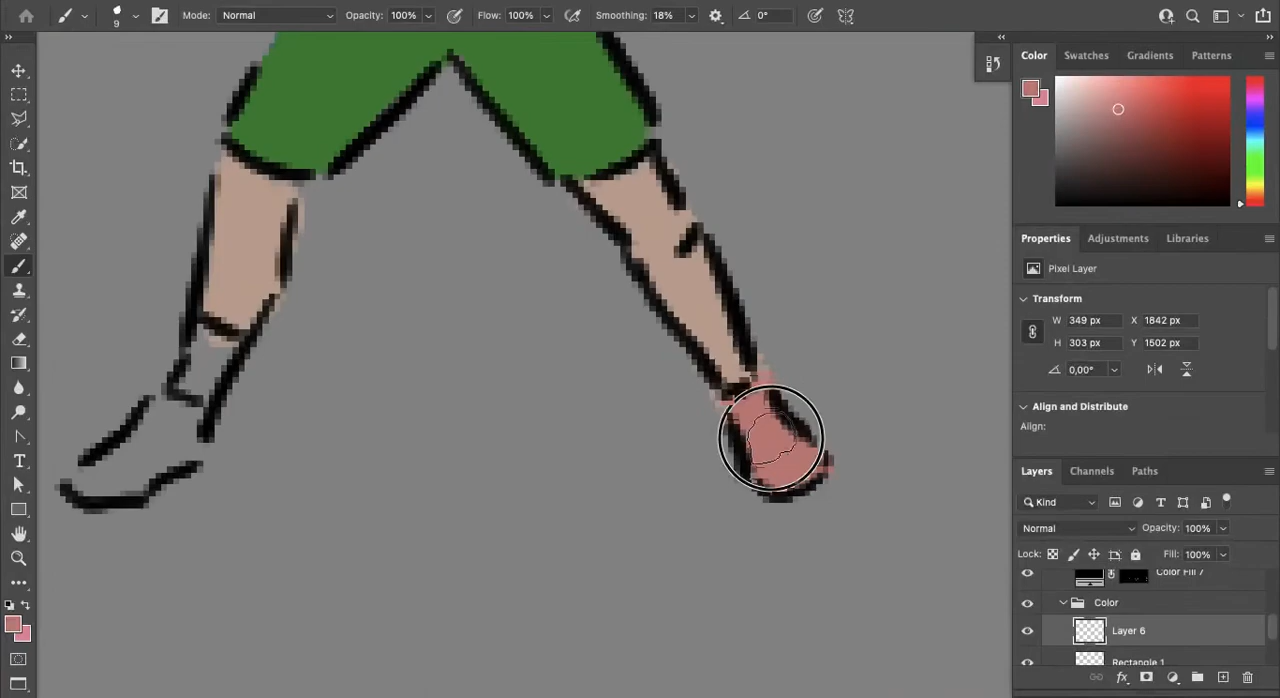 9
Mode:
Normal
Opacity:
100%
Flow:
100%
Smoothing:
18%
0°
Color
Swatches
Gradients
Patterns
Properties
Adjustments
Libraries
Pixel Layer
Transform
W
349 px
X
1842 px
H
303 px
Y
1502 px
0,00°
Align and Distribute
Align:
Layers
Channels
Paths
Kind
Normal
Opacity:
100%
Lock:
Fill:
100%
Color Fill 7
Color
Layer 6
Rectangle 1